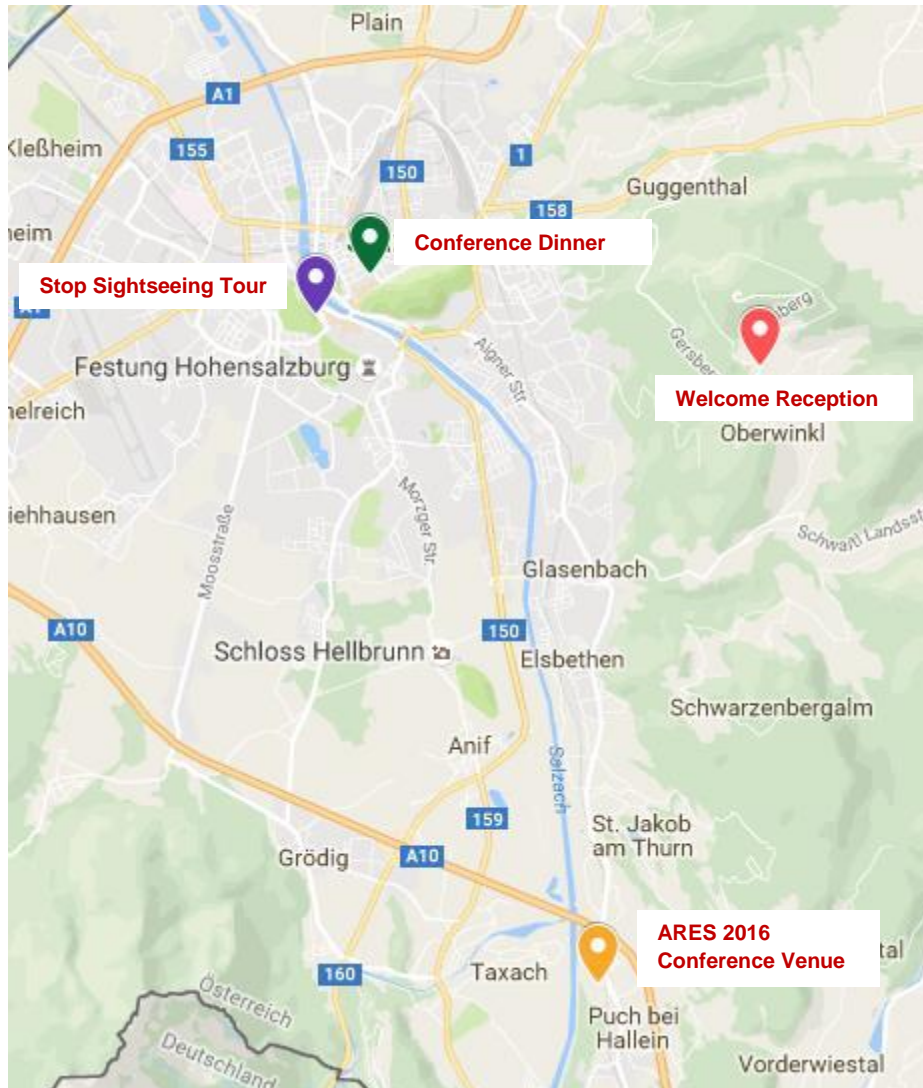 Plain
A1
Kleßheim
155
150
1
Guggenthal
158
heim
Conference Dinner
Stop Sightseeing Tour
Festung Hohensalzburg
Aigner Str.
Welcome Reception
Oberwinkl
Morzger Str.
Moosstraße
Glasenbach
A10
150
Schloss Hellbrunn
Elsbethen
Schwarzenbergalm
Anif
Salzach
159
St. Jakob
am Thurn
Grödig
A10
ARES 2016
Conference Venue
tal
Taxach
160
Österreich
Puch bei
Hallein
Deutschland
Vorderwiestal